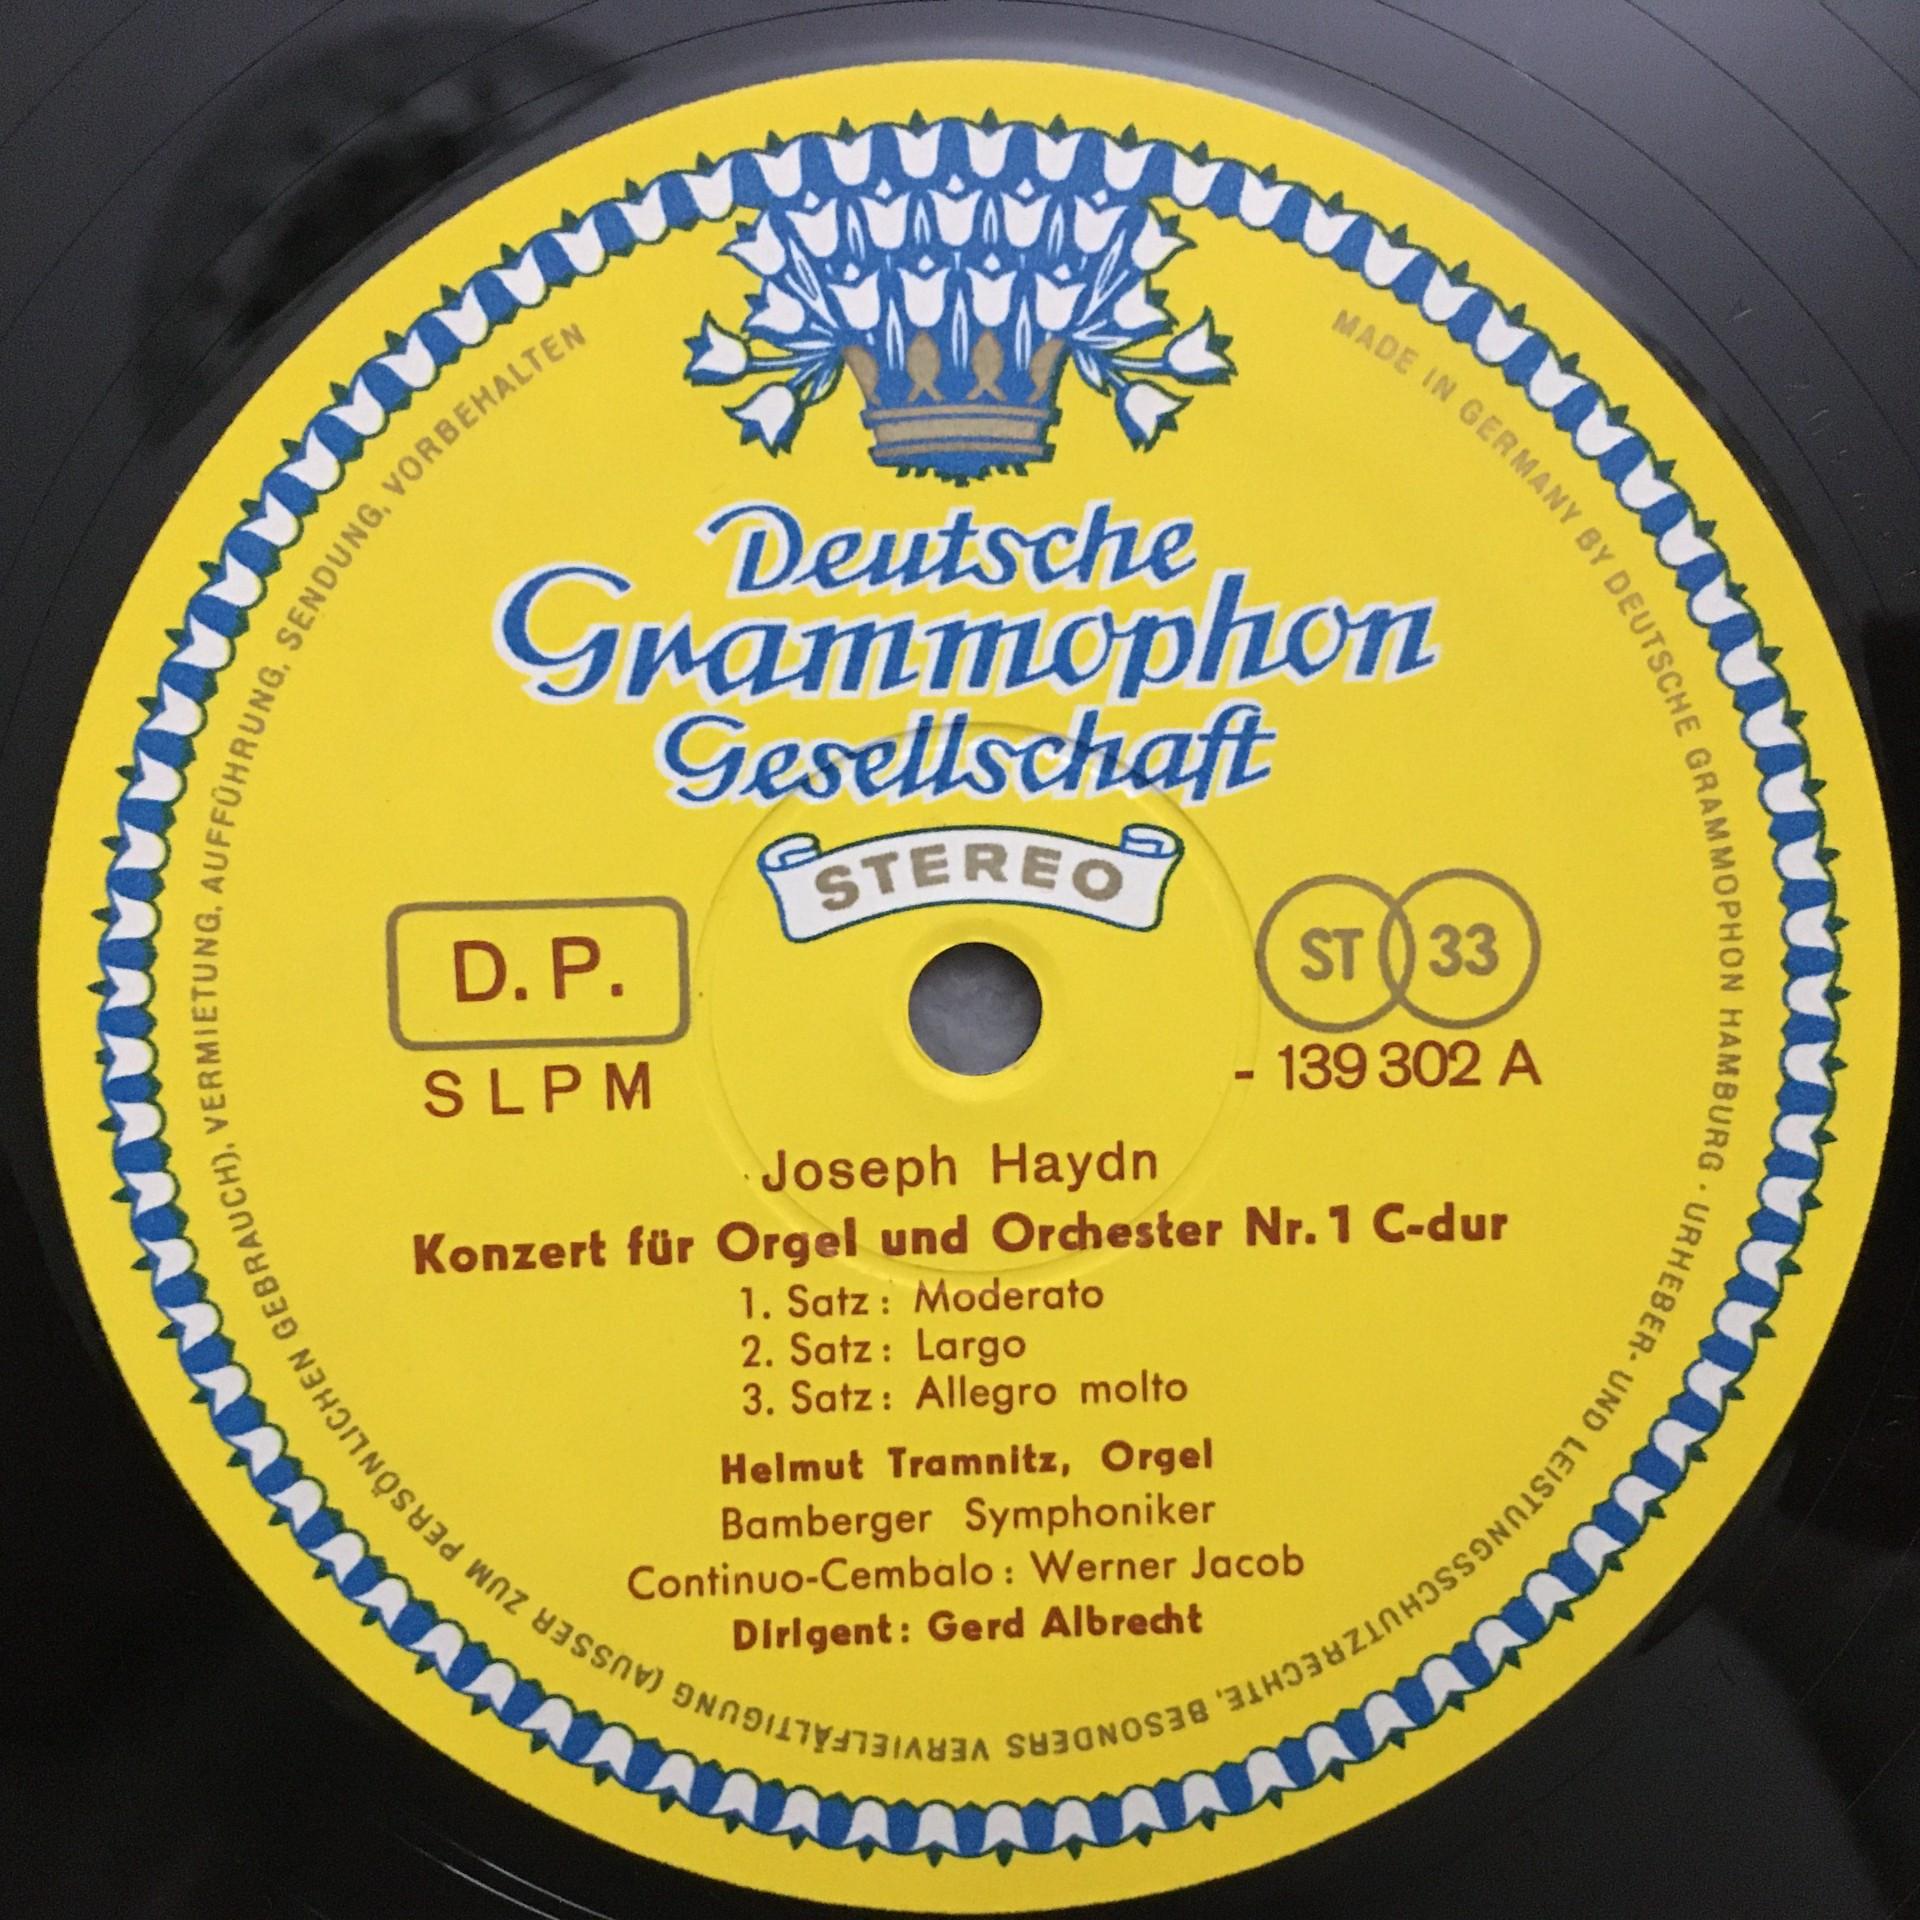 Deutsche
Grammophon
Gesellschaft
STEREO
D.P.
ST 33
SLPM
- 139 302 A
Joseph Haydn
Konzert für Orgel und Orchester Nr. 1 C-dur
1. Satz: Moderato
2. Satz: Largo
3. Satz: Allegro molto
Helmut Tramnitz, Orgel
Bamberger Symphoniker
Continuo-Cembalo: Werner Jacob
Dirigent: Gerd Albrecht
MADE IN GERMANY BY DEUTSCHE GRAMMOPHON HAMBURG · URHEBER- UND LEISTUNGSSCHUTZRECHTE, BESONDERS VERVIELFÄLTIGUNG (AUSSER ZUM PERSÖNLICHEN GEBRAUCH), VERMIETUNG, AUFFÜHRUNG, SENDUNG, VORBEHALTEN